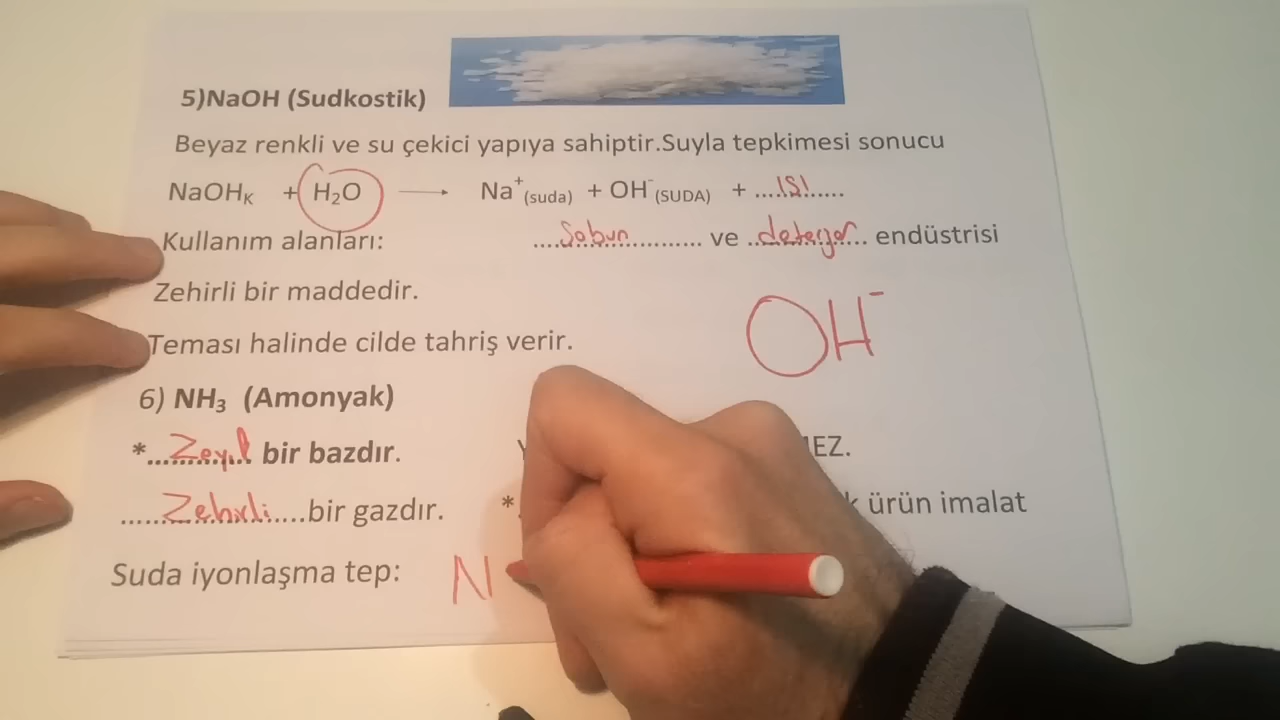 5)NaOH (Sudkostik)
Beyaz renkli ve su çekici yapıya sahiptir.Suyla tepkimesi sonucu
NaOHK + H₂O → Na⁺(suda) + OH⁻(SUDA) + ....ISI......
Kullanım alanları: ....Sabun........... ve ..deterjan.. endüstrisi
Zehirli bir maddedir.
OH⁻
Teması halinde cilde tahriş verir.
6) NH₃ (Amonyak)
*...Zayıf... bir bazdır. EZ.
......Zehirli.....bir gazdır. * ürün imalat
Suda iyonlaşma tep: N